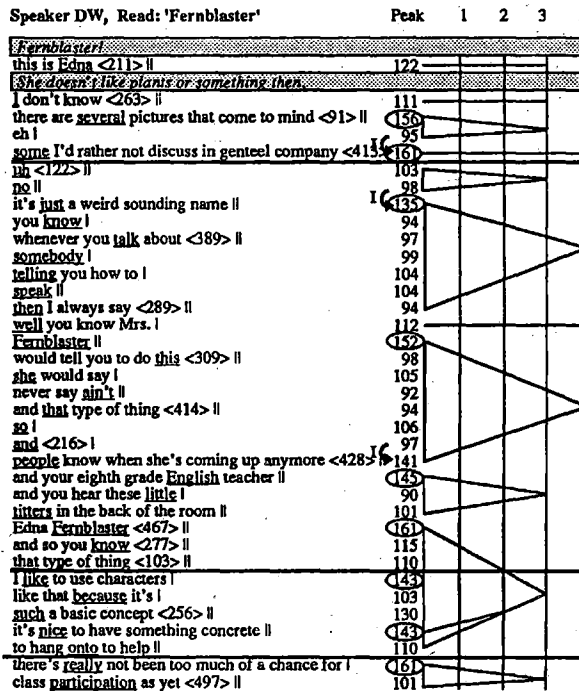 Speaker DW, Read: 'Fernblaster' Peak 1 2 3
Fernblaster!
this is Edna <211> || 122
She doesn't like plants or something then.
I don't know <263> || 111
there are several pictures that come to mind <91> || 156
eh | 95
some I'd rather not discuss in genteel company <415> I 161
uh <122> || 103
no || 98
it's just a weird sounding name || I 135
you know | 94
whenever you talk about <389> || 97
somebody | 99
telling you how to | 104
speak || 104
then I always say <289> || 94
well you know Mrs. | 112
Fernblaster || 152
would tell you to do this <309> || 98
she would say | 105
never say ain't || 92
and that type of thing <414> || 94
so | 106
and <216> | 97
people know when she's coming up anymore <428> || I 141
and your eighth grade English teacher || 145
and you hear these little | 90
titters in the back of the room || 101
Edna Fernblaster <467> || 161
and so you know <277> || 115
that type of thing <103> || 110
I like to use characters | 143
like that because it's | 103
such a basic concept <256> || 130
it's nice to have something concrete || 143
to hang onto to help || 110
there's really not been too much of a chance for | 161
class participation as yet <497> || 101